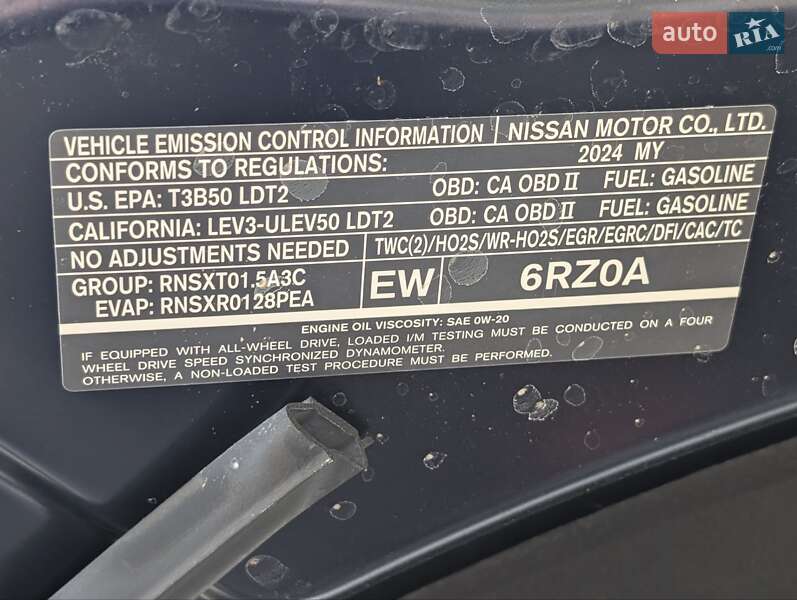 auto RIA .com
VEHICLE EMISSION CONTROL INFORMATION NISSAN MOTOR CO., LTD.
CONFORMS TO REGULATIONS: 2024 MY
U.S. EPA: T3B50 LDT2 OBD: CA OBD II FUEL: GASOLINE
CALIFORNIA: LEV3-ULEV50 LDT2 OBD: CA OBD II FUEL: GASOLINE
NO ADJUSTMENTS NEEDED TWC(2)/HO2S/WR-HO2S/EGR/EGRC/DFI/CAC/TC
GROUP: RNSXT01.5A3C
EVAP: RNSXR0128PEA
EW 6RZ0A
ENGINE OIL VISCOSITY: SAE 0W-20
IF EQUIPPED WITH ALL-WHEEL DRIVE, LOADED I/M TESTING MUST BE CONDUCTED ON A FOUR
WHEEL DRIVE SPEED SYNCHRONIZED DYNAMOMETER.
OTHERWISE, A NON-LOADED TEST PROCEDURE MUST BE PERFORMED.